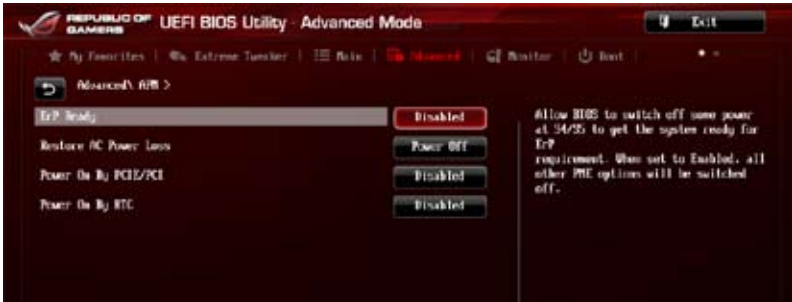 REPUBLIC OF GAMERS
UEFI BIOS Utility - Advanced Mode
Exit
My Favorites | Extreme Tweaker | Main | Advanced | Monitor | Boot
Advanced\ APM >
ErP Ready
Disabled
Restore AC Power Loss
Power Off
Power On By PCIE/PCI
Disabled
Power On By RTC
Disabled
Allow BIOS to switch off some power
at S4/S5 to get the system ready for
ErP
requirement. When set to Enabled, all
other PME options will be switched
off.